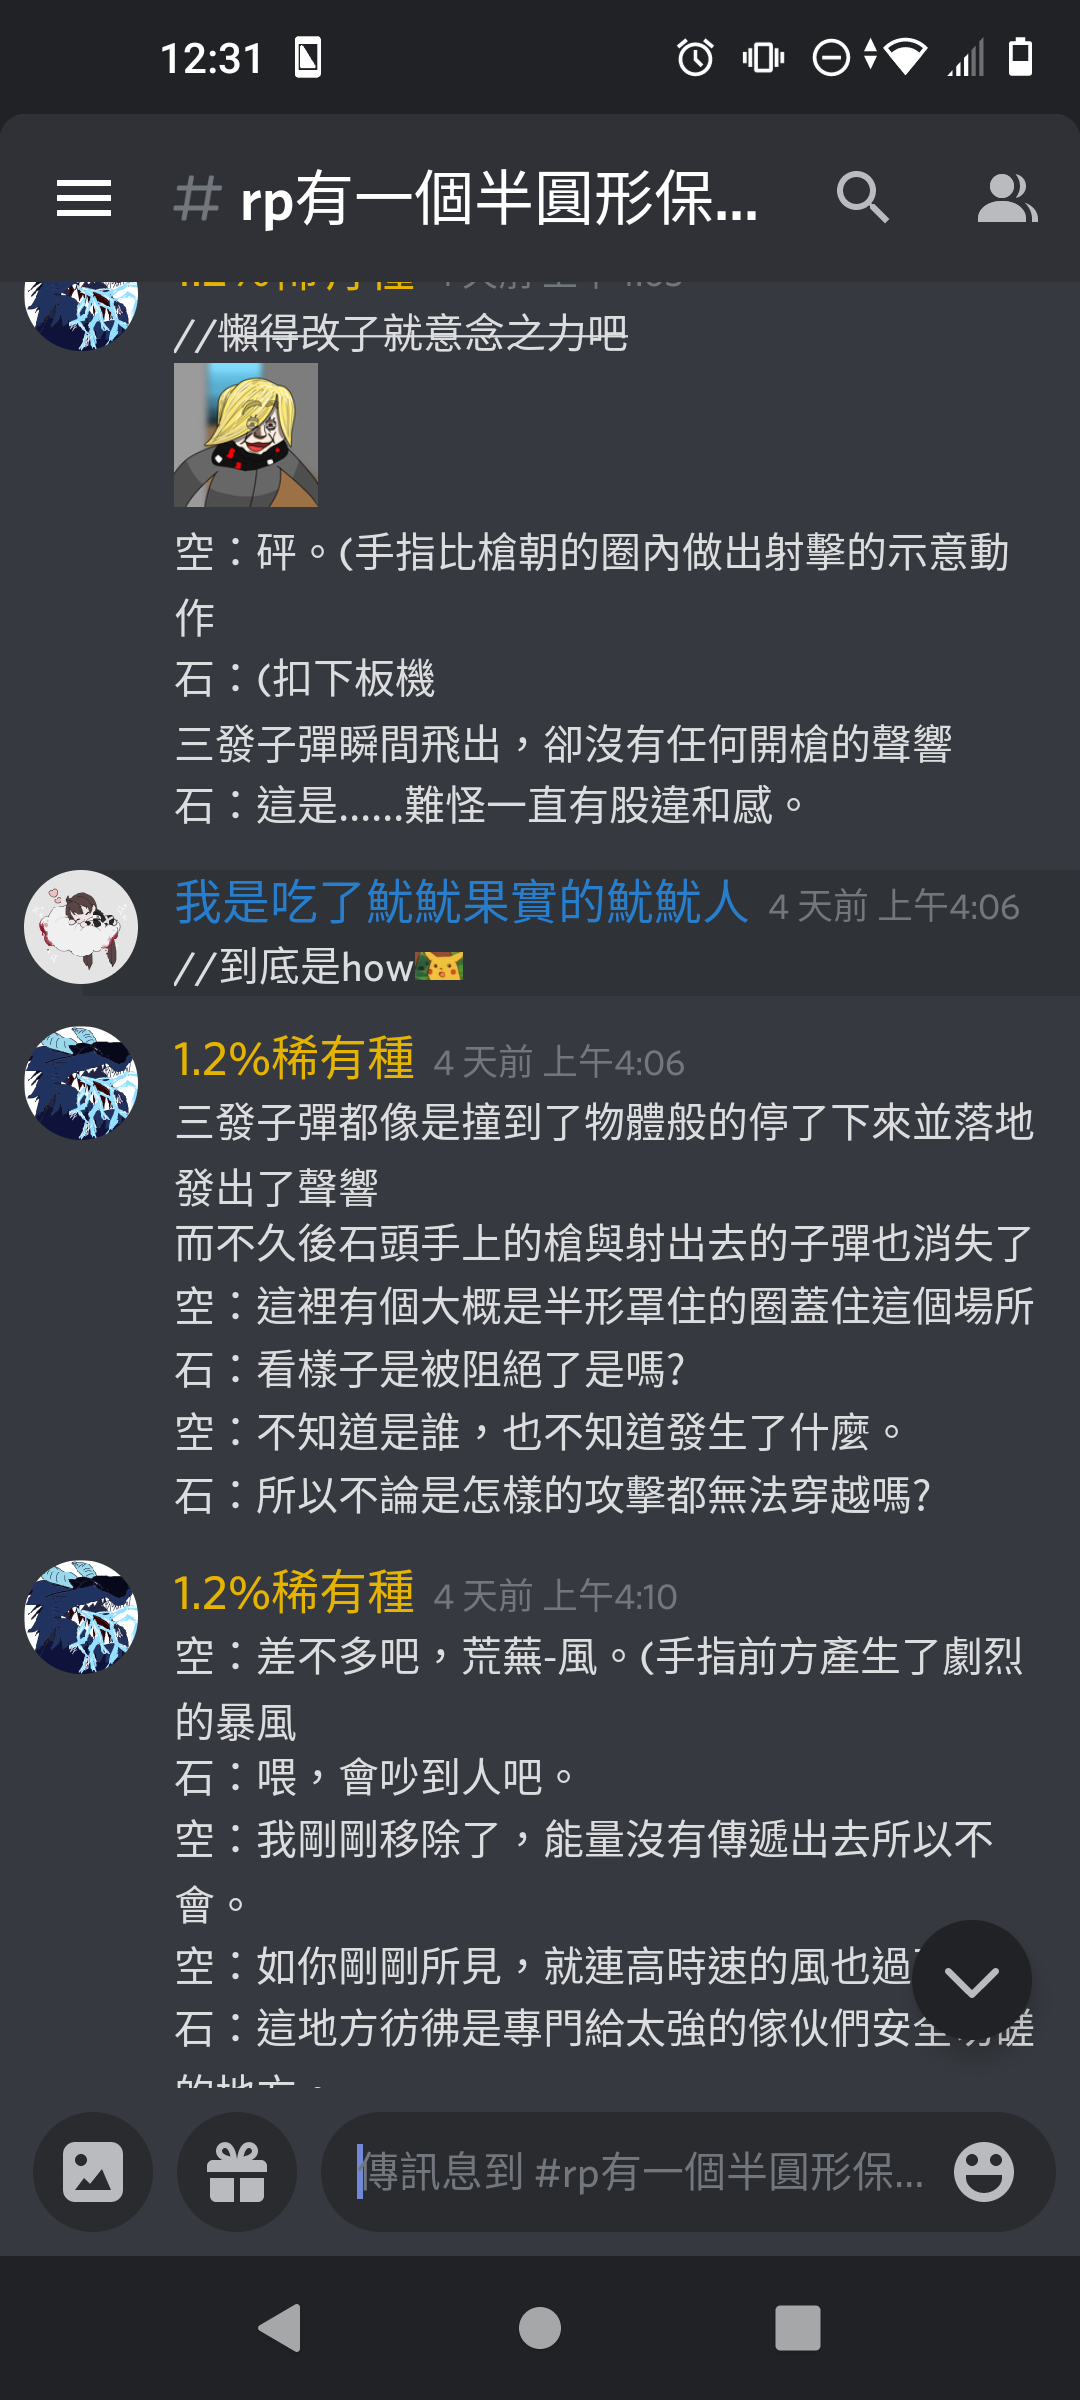 12:31
# rp有一個半圓形保...
//懶得改了就意念之力吧
空：砰。(手指比槍朝的圈內做出射擊的示意動
作
石：(扣下板機
三發子彈瞬間飛出，卻沒有任何開槍的聲響
石：這是......難怪一直有股違和感。
我是吃了魷魷果實的魷魷人 4 天前 上午4:06
//到底是how
1.2%稀有種 4 天前 上午4:06
三發子彈都像是撞到了物體般的停了下來並落地
發出了聲響
而不久後石頭手上的槍與射出去的子彈也消失了
空：這裡有個大概是半形罩住的圈蓋住這個場所
石：看樣子是被阻絕了是嗎?
空：不知道是誰，也不知道發生了什麼。
石：所以不論是怎樣的攻擊都無法穿越嗎?
1.2%稀有種 4 天前 上午4:10
空：差不多吧，荒蕪-風。(手指前方產生了劇烈
的暴風
石：喂，會吵到人吧。
空：我剛剛移除了，能量沒有傳遞出去所以不
會。
空：如你剛剛所見，就連高時速的風也過
石：這地方彷彿是專門給太強的傢伙們安全
傳訊息到 #rp有一個半圓形保...